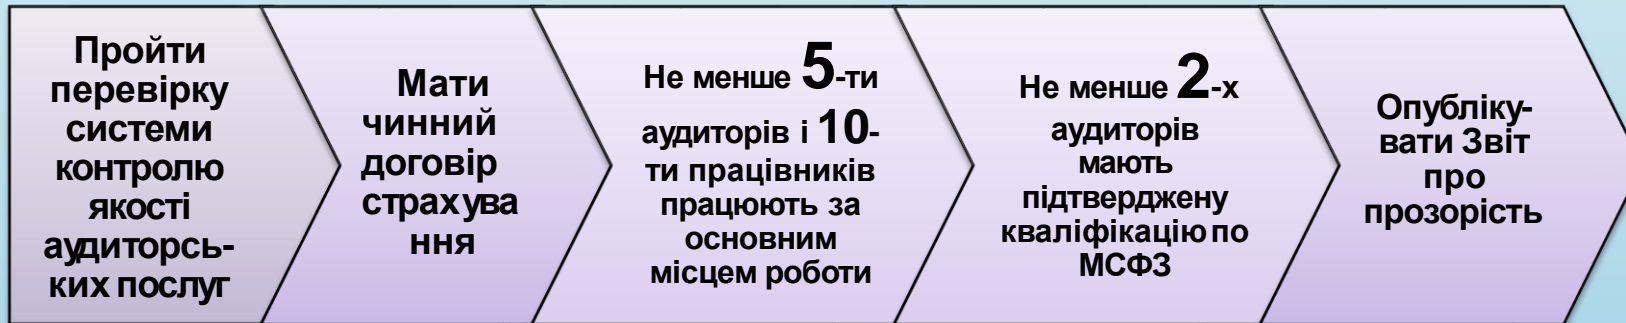 Пройти
перевірку
системи
контролю
якості
аудиторсь-
ких послуг
Мати
чинний
договір
страхува
ння
Не менше 5-ти
аудиторів і 10-
ти працівників
працюють за
основним
місцем роботи
Не менше 2-х
аудиторів
мають
підтверджену
кваліфікацію по
МСФЗ
Опубліку-
вати Звіт
про
прозорість